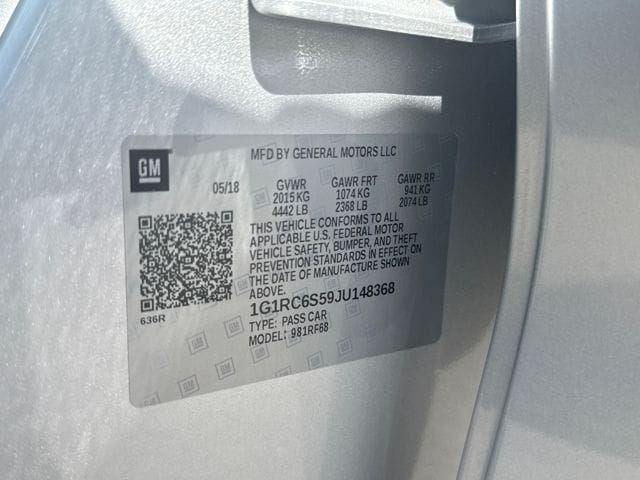 GM
MFD BY GENERAL MOTORS LLC
05/18 GVWR GAWR FRT GAWR RR
2015 KG 1074 KG 941 KG
4442 LB 2368 LB 2074 LB
THIS VEHICLE CONFORMS TO ALL
APPLICABLE U.S. FEDERAL MOTOR
VEHICLE SAFETY, BUMPER, AND THEFT
PREVENTION STANDARDS IN EFFECT ON
DATE OF MANUFACTURE SHOWN
ABOVE.
1G1RC6S59JU148368
636R
TYPE: PASS CAR
MODEL: 981RF68